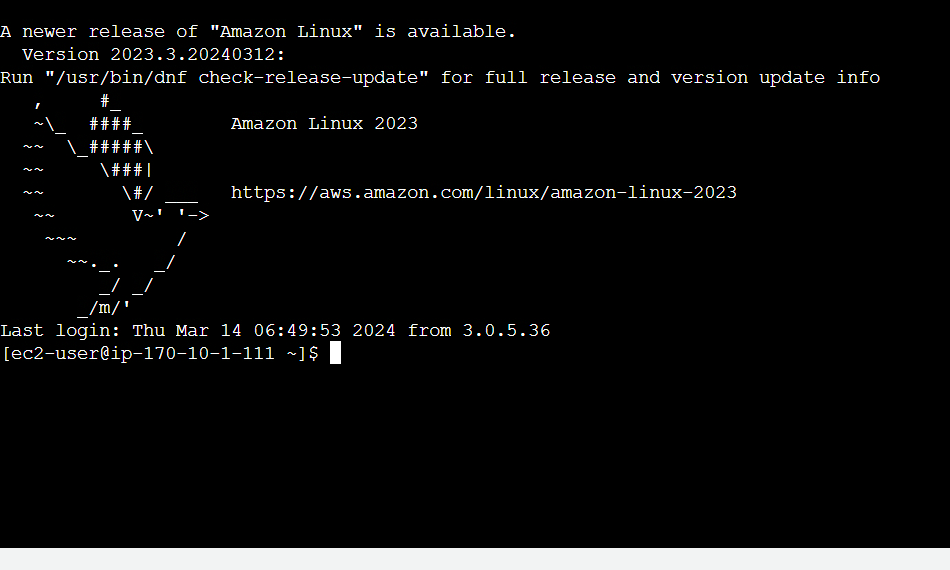 A newer release of "Amazon Linux" is available.
  Version 2023.3.20240312:
Run "/usr/bin/dnf check-release-update" for full release and version update info
   ,     #_
   ~\_  ####_        Amazon Linux 2023
  ~~  \_#####\
  ~~     \###|
  ~~       \#/ ___   https://aws.amazon.com/linux/amazon-linux-2023
   ~~       V~' '->
    ~~~         /
      ~~._.   _/
         _/ _/
       _/m/'
Last login: Thu Mar 14 06:49:53 2024 from 3.0.5.36
[ec2-user@ip-170-10-1-111 ~]$